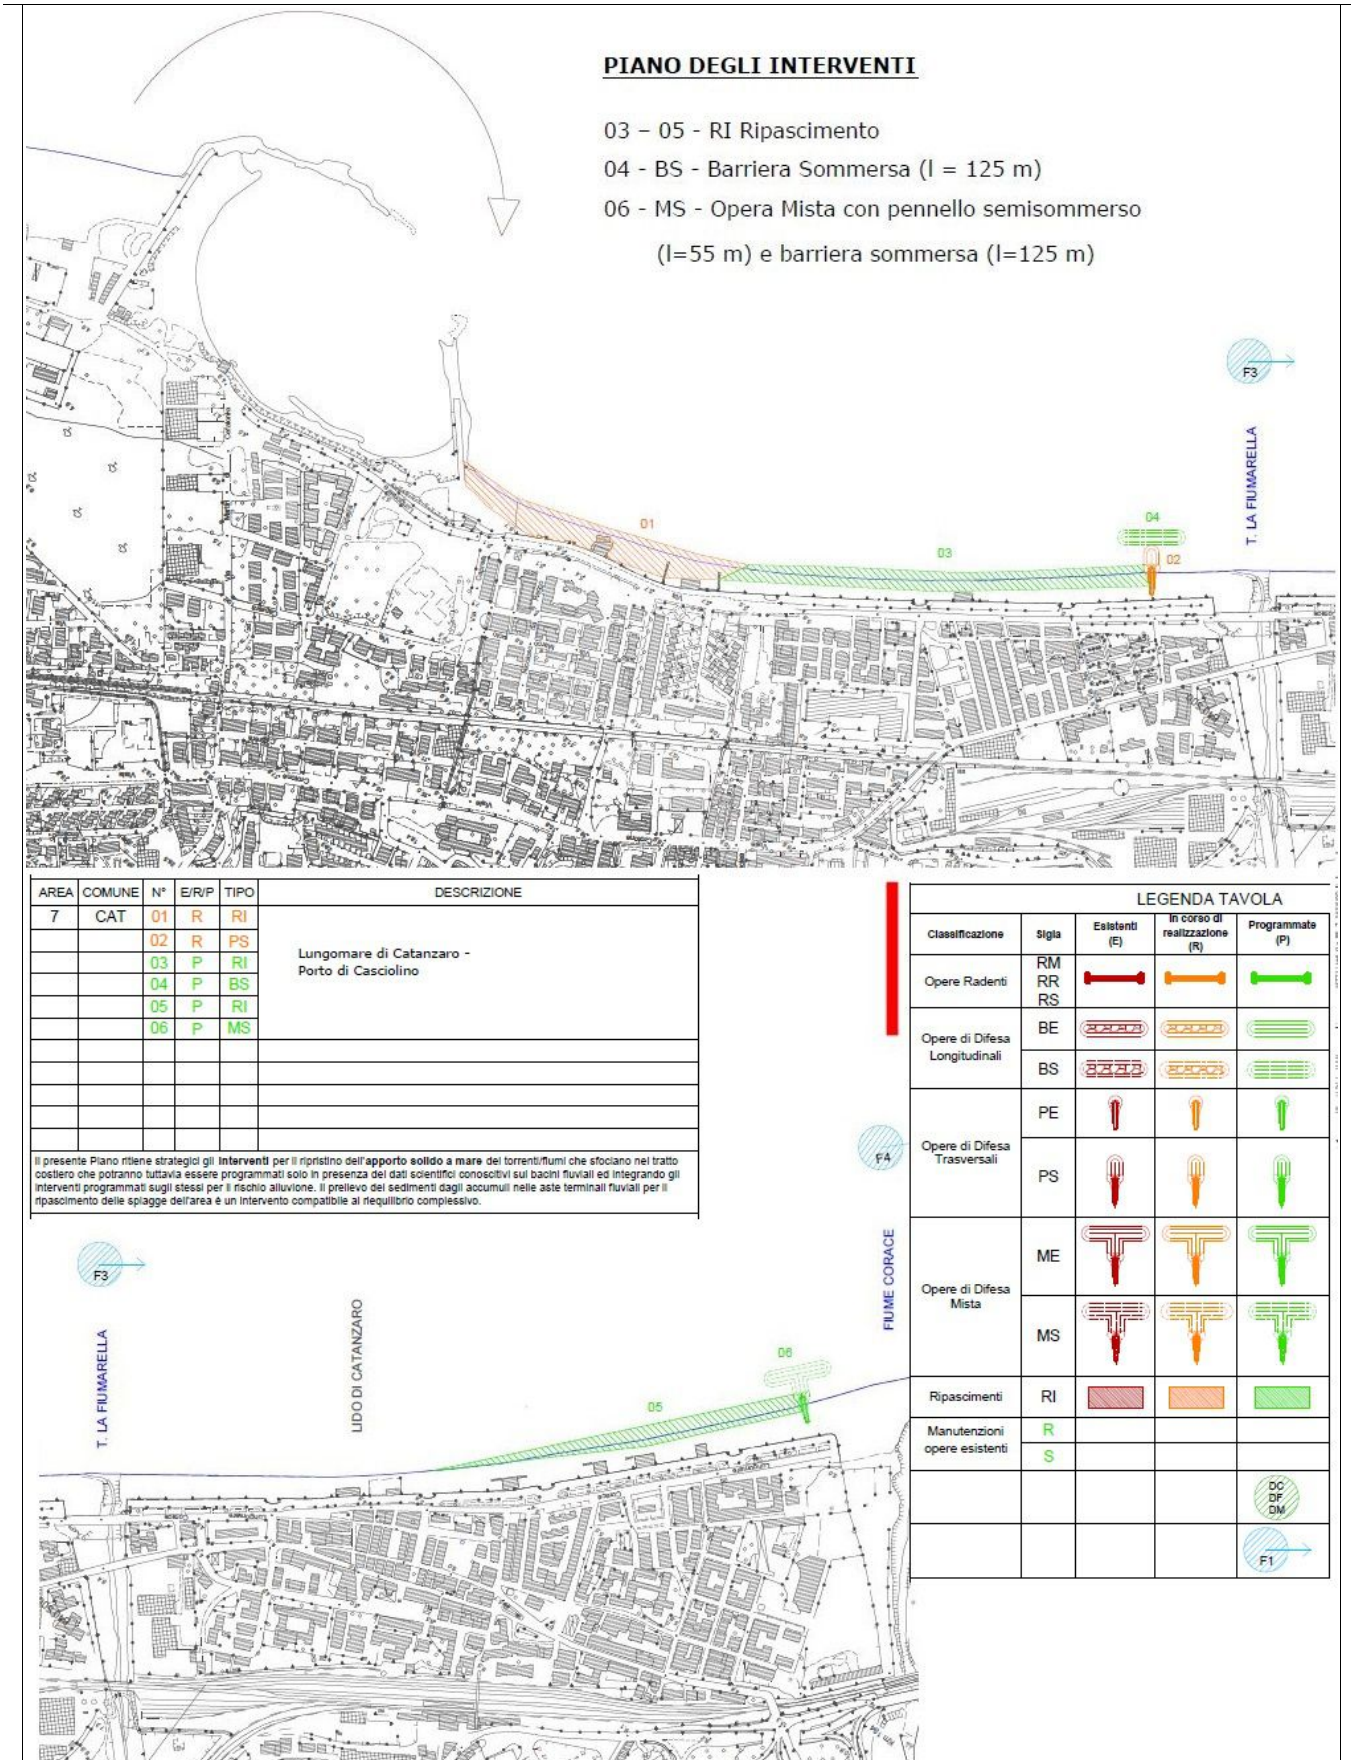 PIANO DEGLI INTERVENTI
03 – 05 - RI Ripascimento
04 - BS - Barriera Sommersa (l = 125 m)
06 - MS - Opera Mista con pennello semisommerso
(l=55 m) e barriera sommersa (l=125 m)
F3
T. LA FIUMARELLA
01
03
04
02
AREA COMUNE N° E/R/P TIPO DESCRIZIONE
7 CAT 01 R RI
02 R PS
03 P RI
04 P BS
05 P RI
06 P MS
Lungomare di Catanzaro -
Porto di Casciolino
Il presente Piano ritiene strategici gli interventi per il ripristino dell'apporto solido a mare dei torrenti/fiumi che sfociano nel tratto
costiero che potranno tuttavia essere programmati solo in presenza dei dati scientifici conoscitivi sui bacini fluviali ed integrando gli
interventi programmati sugli stessi per il rischio alluvione. Il prelievo dei sedimenti dagli accumuli nelle aste terminali fluviali per il
ripascimento delle spiagge dell'area è un intervento compatibile al riequilibrio complessivo.
LEGENDA TAVOLA
Classificazione Sigla Esistenti (E) In corso di realizzazione (R) Programmate (P)
Opere Radenti
RM
RR
RS
Opere di Difesa
Longitudinali
BE
BS
Opere di Difesa
Trasversali
PE
PS
Opere di Difesa
Mista
ME
MS
Ripascimenti RI
Manutenzioni
opere esistenti
R
S
DC
DF
DM
F1
F4
FIUME CORACE
F3
T. LA FIUMARELLA
LIDO DI CATANZARO
05
06